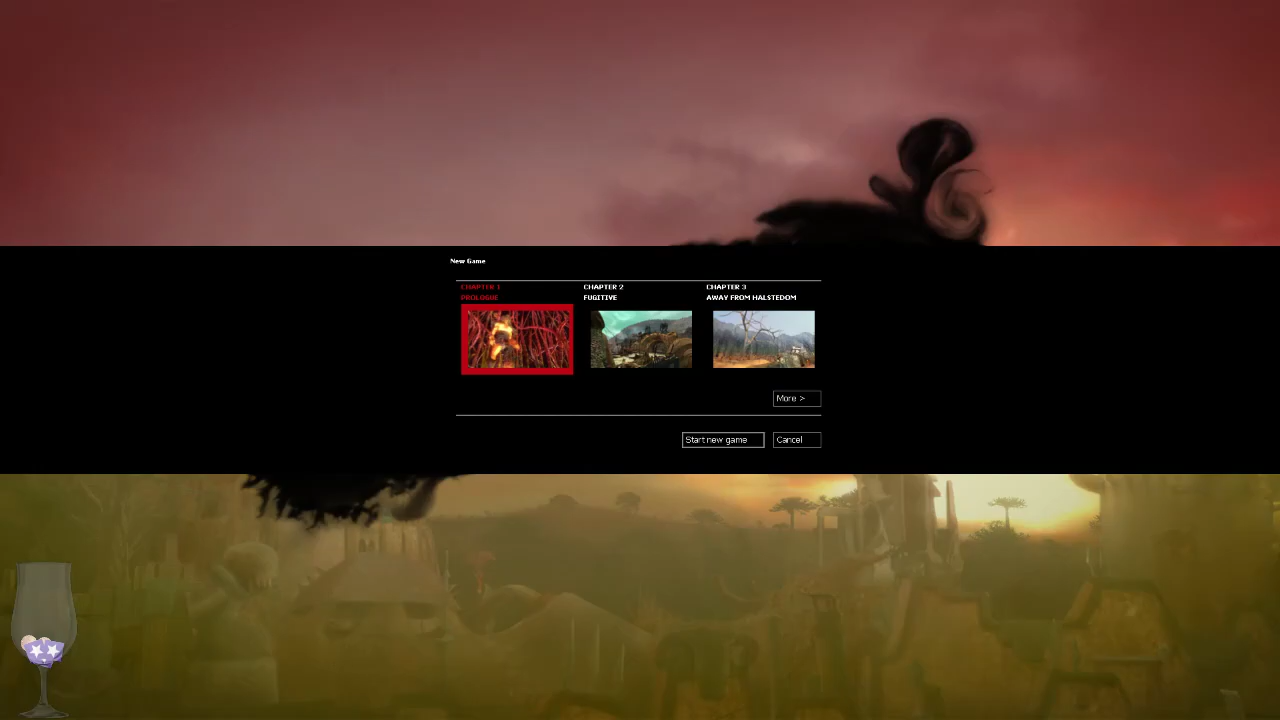 New Game
CHAPTER 1
PROLOGUE
CHAPTER 2
FUGITIVE
CHAPTER 3
AWAY FROM HALSTEDOM
More >
Start new game
Cancel